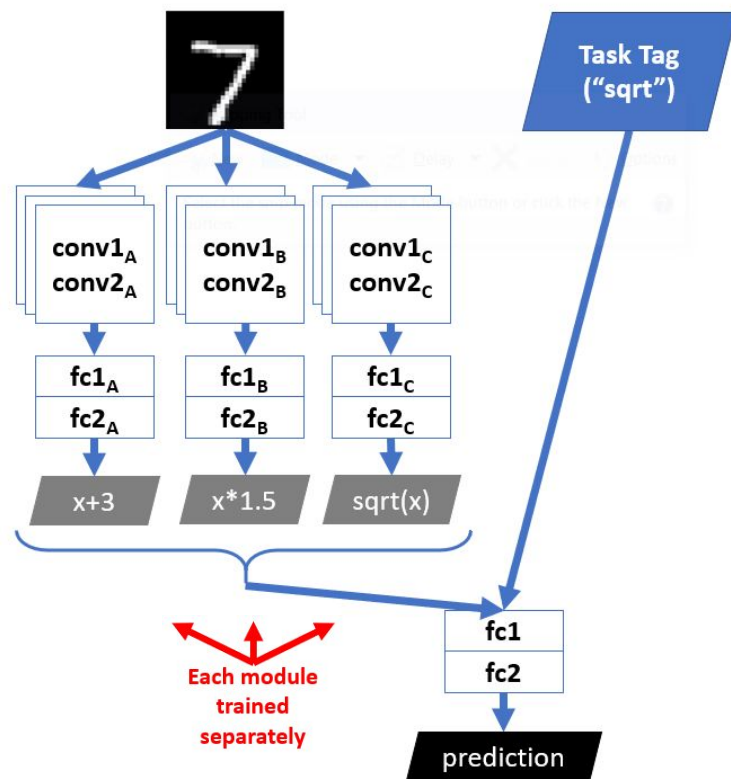 7
Task Tag
("sqrt")
conv1A
conv2A
conv1B
conv2B
conv1C
conv2C
fc1A
fc2A
fc1B
fc2B
fc1C
fc2C
x+3
x*1.5
sqrt(x)
Each module
trained
separately
fc1
fc2
prediction